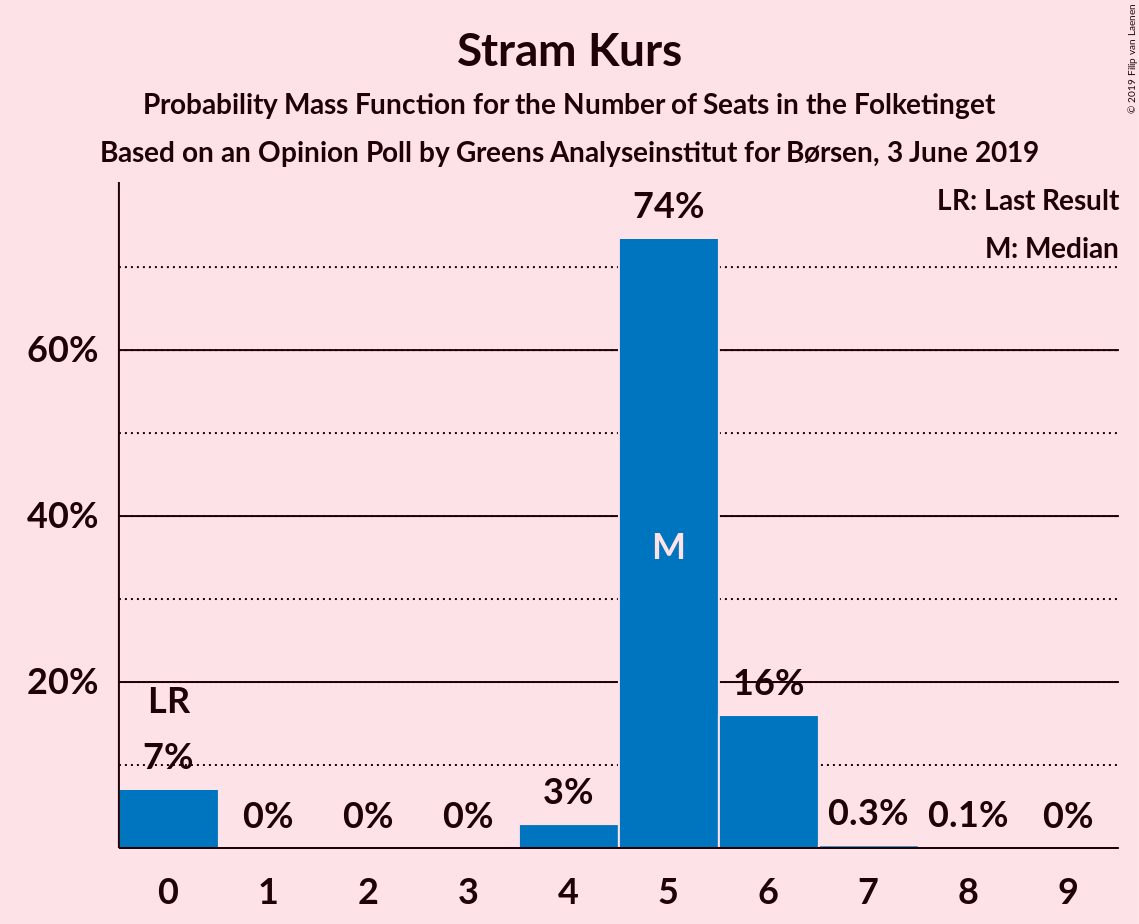 Stram Kurs
Probability Mass Function for the Number of Seats in the Folketinget
Based on an Opinion Poll by Greens Analyseinstitut for Børsen, 3 June 2019
© 2019 Filip van Laenen
LR: Last Result
M: Median
74%
60%
40%
M
20%
16%
LR
7%
3%
0%
0%
0%
0.3%
0.1%
0%
0 1 2 3 4 5 6 7 8 9